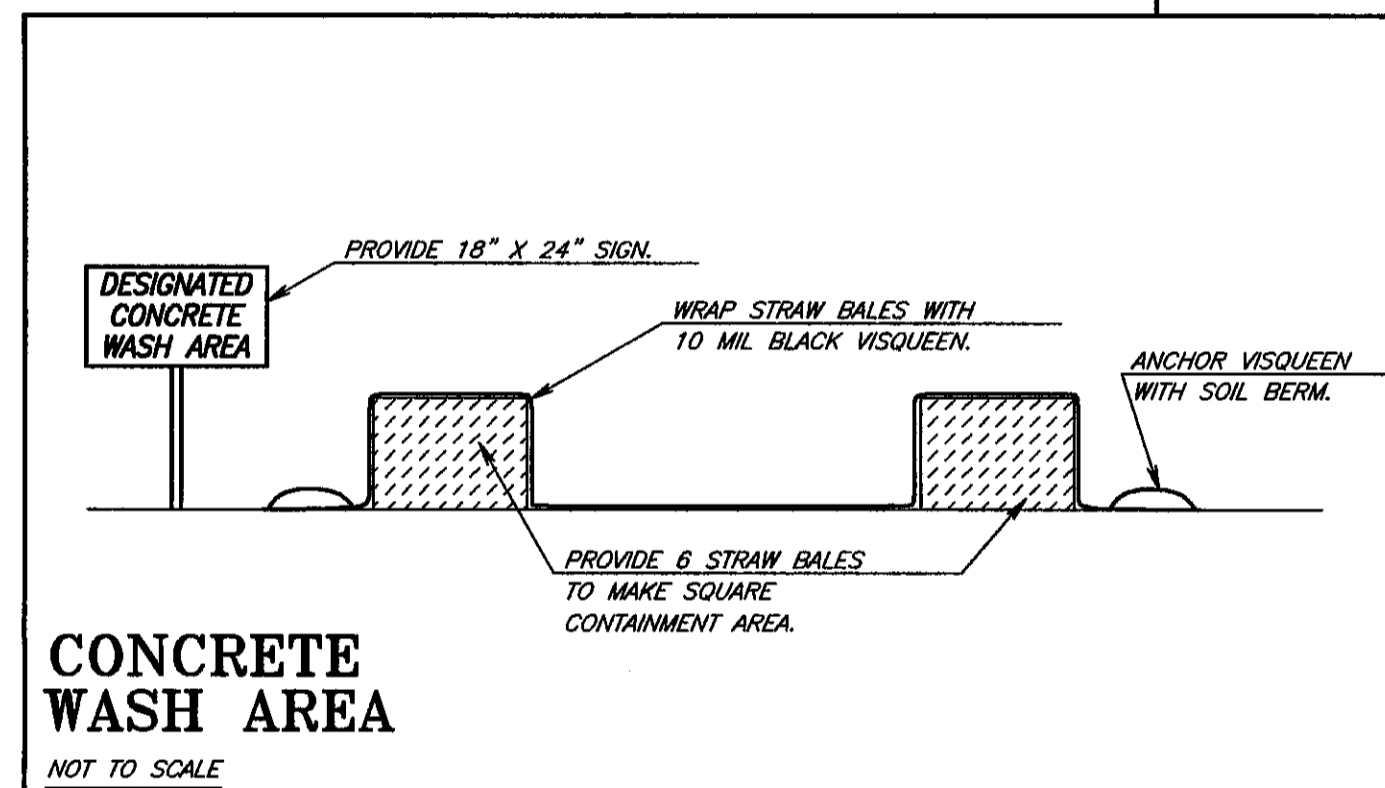 PROVIDE 18" X 24" SIGN.
DESIGNATED
CONCRETE
WASH AREA
WRAP STRAW BALES WITH
10 MIL BLACK VISQUEEN.
ANCHOR VISQUEEN
WITH SOIL BERM.
PROVIDE 6 STRAW BALES
TO MAKE SQUARE
CONTAINMENT AREA.
CONCRETE
WASH AREA
NOT TO SCALE